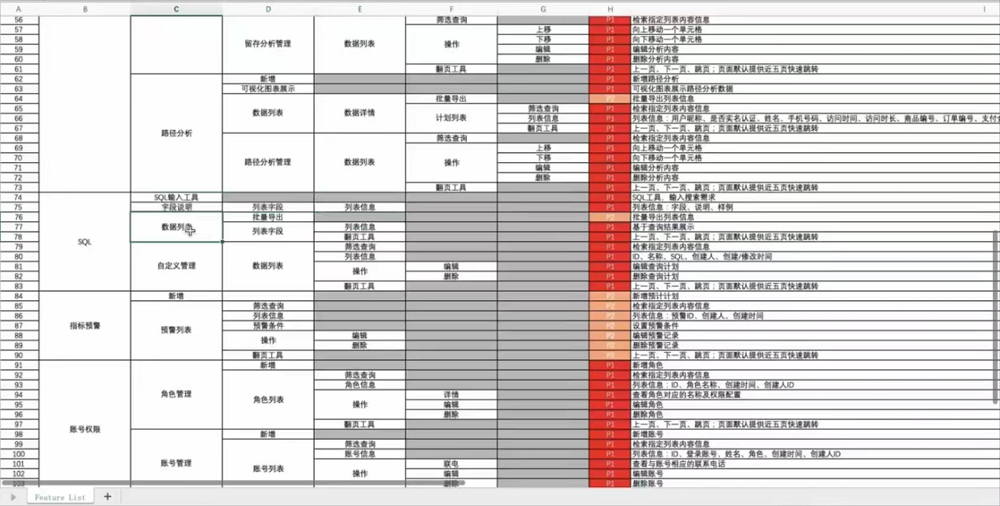 A B C D E F G H I
56 筛选查询 P1 检索指定列表内容信息
57 上移 P1 向上移动一个单元格
58 留存分析管理 数据列表 操作 下移 P1 向下移动一个单元格
59 编辑 P1 编辑分析内容
60 删除 P1 删除分析内容
61 翻页工具 P1 上一页、下一页、跳页；页面默认提供近五页快速跳转
62 新增 P1 新增路径分析
63 可视化图表展示 P1 可视化图表展示路径分析数据
64 批量导出 P2 批量导出列表信息
65 数据列表 数据详情 计划列表 筛选查询 P1 检索指定列表内容信息
66 列表信息 P1 列表信息：用户昵称、是否实名认证、姓名、手机号码、访问时间、访问时长、商品编号、订单编号、支付
67 翻页工具 P1 上一页、下一页、跳页；页面默认提供近五页快速跳转
68 路径分析 筛选查询 P1 检索指定列表内容信息
69 上移 P1 向上移动一个单元格
70 路径分析管理 数据列表 操作 下移 P1 向下移动一个单元格
71 编辑 P1 编辑分析内容
72 删除 P1 删除分析内容
73 翻页工具 P1 上一页、下一页、跳页；页面默认提供近五页快速跳转
74 SQL输入工具 P1 SQL工具，输入搜索需求
75 字段说明 列表字段 列表信息 P1 列表信息：字段、说明、样例
76 批量导出 P2 批量导出列表信息
77 数据列表 列表字段 列表信息 P1 基于查询结果展示
78 SQL 翻页工具 P1 上一页、下一页、跳页；页面默认提供近五页快速跳转
79 筛选查询 P1 检索指定列表内容信息
80 列表信息 P1 ID、名称、SQL、创建人、创建/修改时间
81 自定义管理 数据列表 操作 编辑 P1 编辑查询计划
82 删除 P1 删除查询计划
83 翻页工具 P1 上一页、下一页、跳页；页面默认提供近五页快速跳转
84 新增 P2 新增预计计划
85 筛选查询 P2 检索指定列表内容信息
86 列表信息 P2 列表信息：预警ID、创建人、创建时间
87 指标预警 预警列表 预警条件 P2 设置预警条件
88 操作 编辑 P2 编辑预警记录
89 删除 P2 删除预警记录
90 翻页工具 P2 上一页、下一页、跳页；页面默认提供近五页快速跳转
91 新增 P1 新增角色
92 筛选查询 P1 检索指定列表内容信息
93 角色信息 P1 列表信息：ID、角色名称、创建时间、创建人ID
94 角色管理 角色列表 操作 详情 P1 查看角色对应的名称及权限配置
95 编辑 P1 编辑角色
96 删除 P1 删除角色
97 账号权限 翻页工具 P1 上一页、下一页、跳页；页面默认提供近五页快速跳转
98 新增 P1 新增账号
99 筛选查询 P1 检索指定列表内容信息
100 账号信息 P1 列表信息：ID、登录账号、姓名、角色、创建时间、创建人ID
101 账号管理 账号列表 操作 联电 P1 查看与账号相应的联系电话
102 编辑 P1 编辑账号
103 删除 P1 删除账号
Feature List +